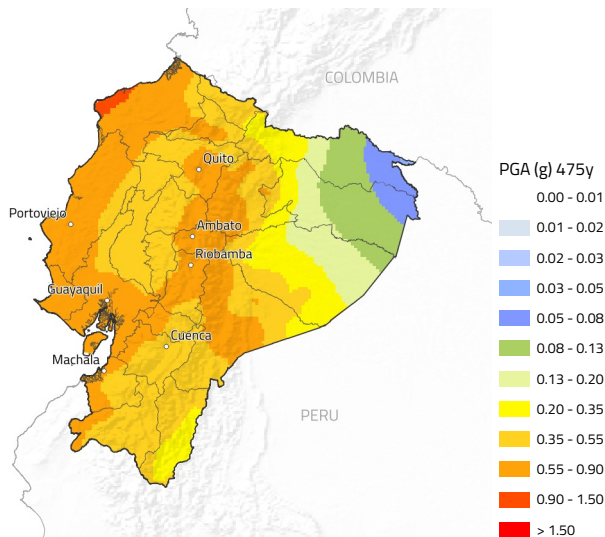 COLOMBIA
Quito
Portoviejo
Ambato
Riobamba
Guayaquil
Cuenca
Machala
PERU
PGA (g) 475y
0.00 - 0.01
0.01 - 0.02
0.02 - 0.03
0.03 - 0.05
0.05 - 0.08
0.08 - 0.13
0.13 - 0.20
0.20 - 0.35
0.35 - 0.55
0.55 - 0.90
0.90 - 1.50
> 1.50